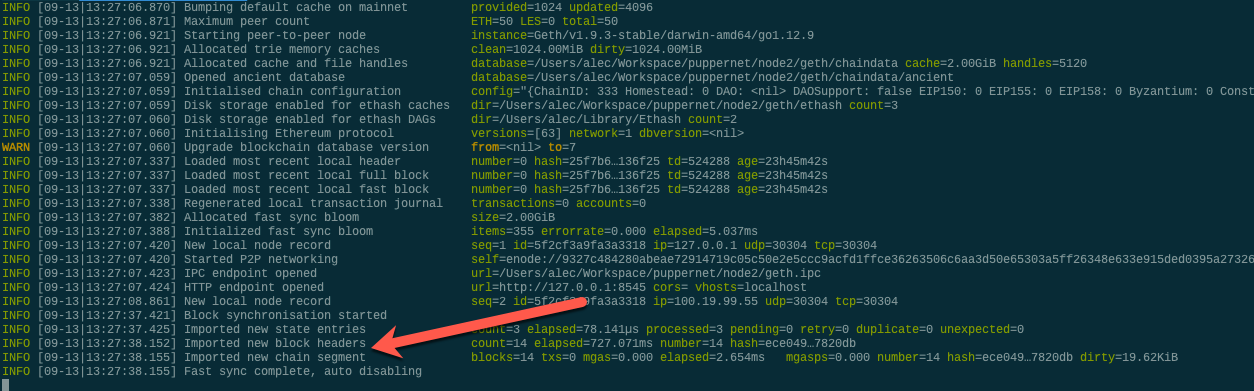 INFO [09-13|13:27:06.870] Bumping default cache on mainnet provided=1024 updated=4096
INFO [09-13|13:27:06.871] Maximum peer count ETH=50 LES=0 total=50
INFO [09-13|13:27:06.921] Starting peer-to-peer node instance=Geth/v1.9.3-stable/darwin-amd64/go1.12.9
INFO [09-13|13:27:06.921] Allocated trie memory caches clean=1024.00MiB dirty=1024.00MiB
INFO [09-13|13:27:06.921] Allocated cache and file handles database=/Users/alec/Workspace/puppernet/node2/geth/chaindata cache=2.00GiB handles=5120
INFO [09-13|13:27:07.059] Opened ancient database database=/Users/alec/Workspace/puppernet/node2/geth/chaindata/ancient
INFO [09-13|13:27:07.059] Initialised chain configuration config="{ChainID: 333 Homestead: 0 DAO: <nil> DAOSupport: false EIP150: 0 EIP155: 0 EIP158: 0 Byzantium: 0 Const
INFO [09-13|13:27:07.059] Disk storage enabled for ethash caches dir=/Users/alec/Workspace/puppernet/node2/geth/ethash count=3
INFO [09-13|13:27:07.060] Disk storage enabled for ethash DAGs dir=/Users/alec/Library/Ethash count=2
INFO [09-13|13:27:07.060] Initialising Ethereum protocol versions=[63] network=1 dbversion=<nil>
WARN [09-13|13:27:07.060] Upgrade blockchain database version from=<nil> to=7
INFO [09-13|13:27:07.337] Loaded most recent local header number=0 hash=25f7b6…136f25 td=524288 age=23h45m42s
INFO [09-13|13:27:07.337] Loaded most recent local full block number=0 hash=25f7b6…136f25 td=524288 age=23h45m42s
INFO [09-13|13:27:07.337] Loaded most recent local fast block number=0 hash=25f7b6…136f25 td=524288 age=23h45m42s
INFO [09-13|13:27:07.338] Regenerated local transaction journal transactions=0 accounts=0
INFO [09-13|13:27:07.382] Allocated fast sync bloom size=2.00GiB
INFO [09-13|13:27:07.388] Initialized fast sync bloom items=355 errorrate=0.000 elapsed=5.037ms
INFO [09-13|13:27:07.420] New local node record seq=1 id=5f2cf3a9fa3a3318 ip=127.0.0.1 udp=30304 tcp=30304
INFO [09-13|13:27:07.420] Started P2P networking self=enode://9327c484280abeae72914719c05c50e2e5ccc9acfd1ffce36263506c6aa3d50e65303a5ff26348e633e915ded0395a27326
INFO [09-13|13:27:07.423] IPC endpoint opened url=/Users/alec/Workspace/puppernet/node2/geth.ipc
INFO [09-13|13:27:07.424] HTTP endpoint opened url=http://127.0.0.1:8545 cors= vhosts=localhost
INFO [09-13|13:27:08.861] New local node record seq=2 id=5f2cf3a9fa3a3318 ip=100.19.99.55 udp=30304 tcp=30304
INFO [09-13|13:27:37.421] Block synchronisation started
INFO [09-13|13:27:37.425] Imported new state entries count=3 elapsed=78.141µs processed=3 pending=0 retry=0 duplicate=0 unexpected=0
INFO [09-13|13:27:38.152] Imported new block headers count=14 elapsed=727.071ms number=14 hash=ece049…7820db
INFO [09-13|13:27:38.155] Imported new chain segment blocks=14 txs=0 mgas=0.000 elapsed=2.654ms mgasps=0.000 number=14 hash=ece049…7820db dirty=19.62KiB
INFO [09-13|13:27:38.155] Fast sync complete, auto disabling